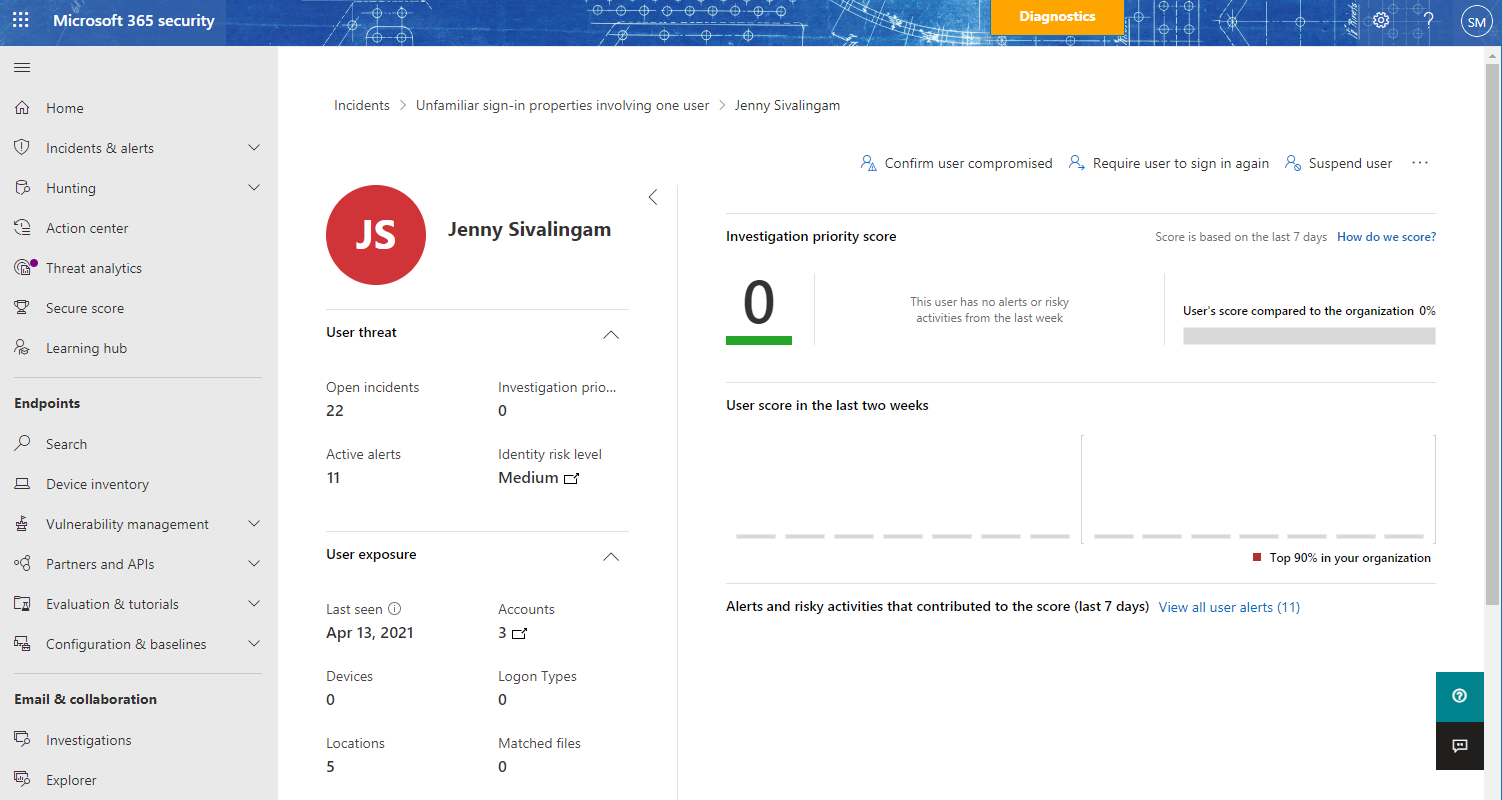 Microsoft 365 security
Diagnostics
SM
Home
Incidents & alerts
Hunting
Action center
Threat analytics
Secure score
Learning hub
Endpoints
Search
Device inventory
Vulnerability management
Partners and APIs
Evaluation & tutorials
Configuration & baselines
Email & collaboration
Investigations
Explorer
Incidents > Unfamiliar sign-in properties involving one user > Jenny Sivalingam
Confirm user compromised Require user to sign in again Suspend user ...
JS
Jenny Sivalingam
User threat
Open incidents
22
Investigation prio...
0
Active alerts
11
Identity risk level
Medium
User exposure
Last seen
Apr 13, 2021
Accounts
3
Devices
0
Logon Types
0
Locations
5
Matched files
0
Investigation priority score
Score is based on the last 7 days How do we score?
0
This user has no alerts or risky
activities from the last week
User's score compared to the organization 0%
User score in the last two weeks
Top 90% in your organization
Alerts and risky activities that contributed to the score (last 7 days) View all user alerts (11)